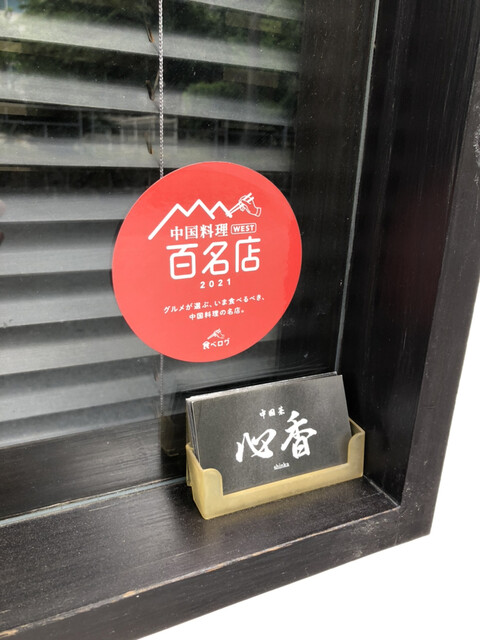 中国料理 WEST
百名店
2021
グルメが選ぶ、いま食べるべき、
中国料理の名店。
食べログ
中国菜
心香
shinka